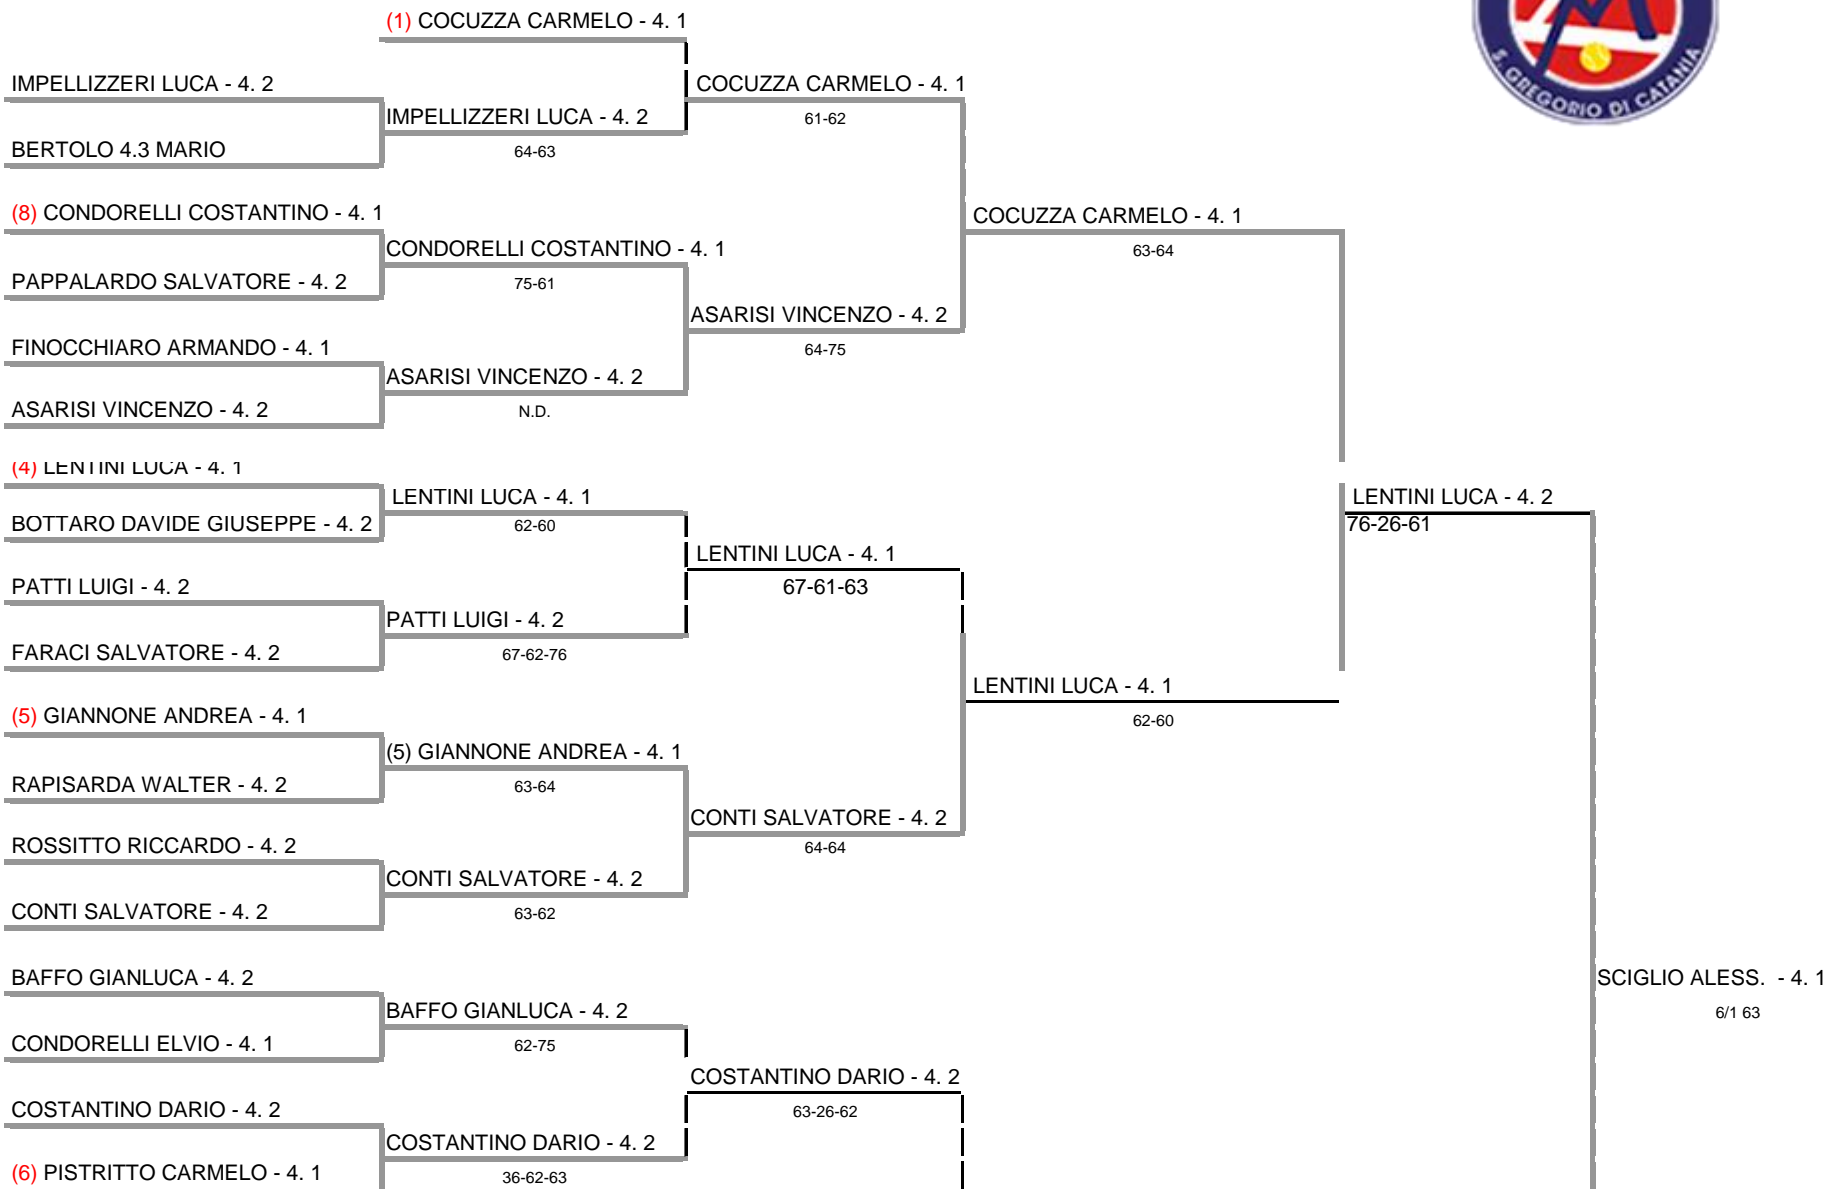 (1) COCUZZA CARMELO - 4. 1
S. GREGORIO DI CATANIA
IMPELLIZZERI LUCA - 4. 2
COCUZZA CARMELO - 4. 1
IMPELLIZZERI LUCA - 4. 2
61-62
BERTOLO 4.3 MARIO
64-63
(8) CONDORELLI COSTANTINO - 4. 1
COCUZZA CARMELO - 4. 1
CONDORELLI COSTANTINO - 4. 1
63-64
PAPPALARDO SALVATORE - 4. 2
75-61
ASARISI VINCENZO - 4. 2
FINOCCHIARO ARMANDO - 4. 1
64-75
ASARISI VINCENZO - 4. 2
ASARISI VINCENZO - 4. 2
N.D.
(4) LENTINI LUCA - 4. 1
LENTINI LUCA - 4. 1
LENTINI LUCA - 4. 2
BOTTARO DAVIDE GIUSEPPE - 4. 2
62-60
76-26-61
LENTINI LUCA - 4. 1
PATTI LUIGI - 4. 2
67-61-63
PATTI LUIGI - 4. 2
FARACI SALVATORE - 4. 2
67-62-76
LENTINI LUCA - 4. 1
(5) GIANNONE ANDREA - 4. 1
62-60
(5) GIANNONE ANDREA - 4. 1
RAPISARDA WALTER - 4. 2
63-64
CONTI SALVATORE - 4. 2
ROSSITTO RICCARDO - 4. 2
64-64
CONTI SALVATORE - 4. 2
CONTI SALVATORE - 4. 2
63-62
BAFFO GIANLUCA - 4. 2
SCIGLIO ALESS. - 4. 1
BAFFO GIANLUCA - 4. 2
6/1 63
CONDORELLI ELVIO - 4. 1
62-75
COSTANTINO DARIO - 4. 2
COSTANTINO DARIO - 4. 2
63-26-62
COSTANTINO DARIO - 4. 2
(6) PISTRITTO CARMELO - 4. 1
36-62-63